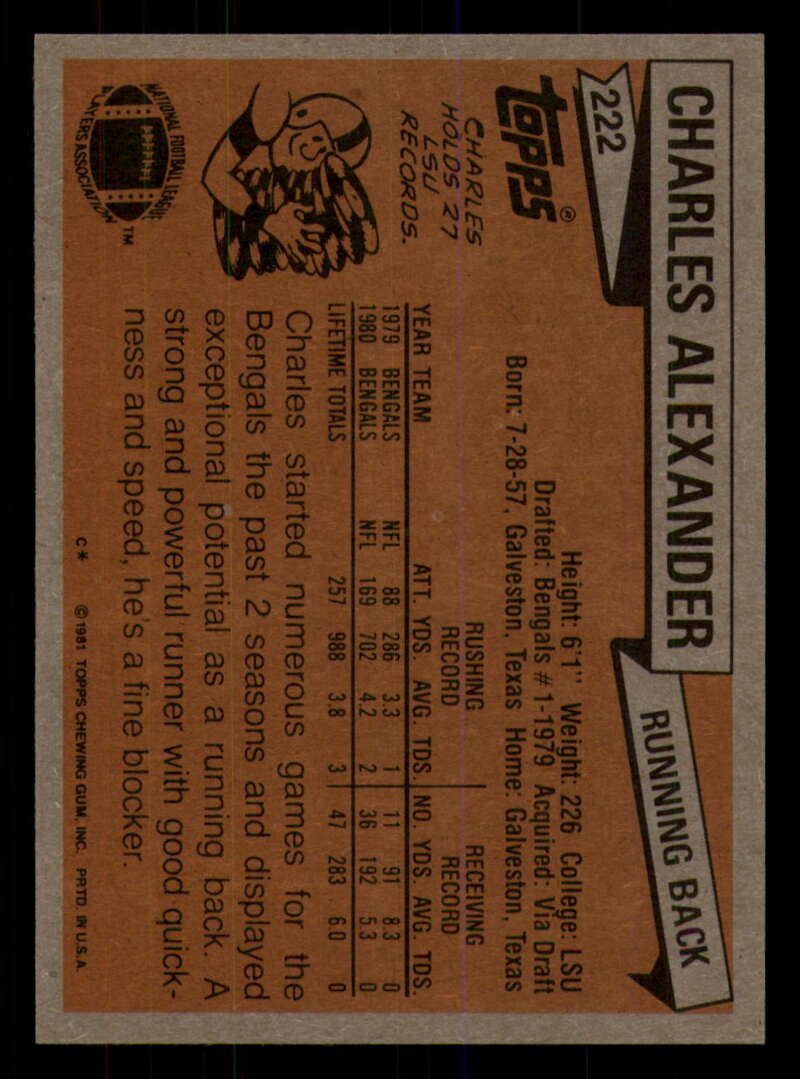 CHARLES ALEXANDER
RUNNING BACK
222
TOPPS®
Height: 6'1" Weight: 226 College: LSU
Drafted: Bengals #1-1979 Acquired: Via Draft
Born: 7-28-57, Galveston, Texas Home: Galveston, Texas
CHARLES
HOLDS 27
LSU
RECORDS.
RUSHING RECEIVING
RECORD RECORD
YEAR TEAM ATT. YDS. AVG. TDS. NO. YDS. AVG. TDS.
1979 BENGALS NFL 88 286 3.3 1 11 91 8.3 0
1980 BENGALS NFL 169 702 4.2 2 36 192 5.3 0
LIFETIME TOTALS 257 988 3.8 3 47 283 6.0 0
Charles started numerous games for the
Bengals the past 2 seasons and displayed
exceptional potential as a running back. A
strong and powerful runner with good quick-
ness and speed, he's a fine blocker.
NATIONAL FOOTBALL LEAGUE
PLAYERS ASSOCIATION
TM
C* ©1981 TOPPS CHEWING GUM, INC. PRTD. IN U.S.A.